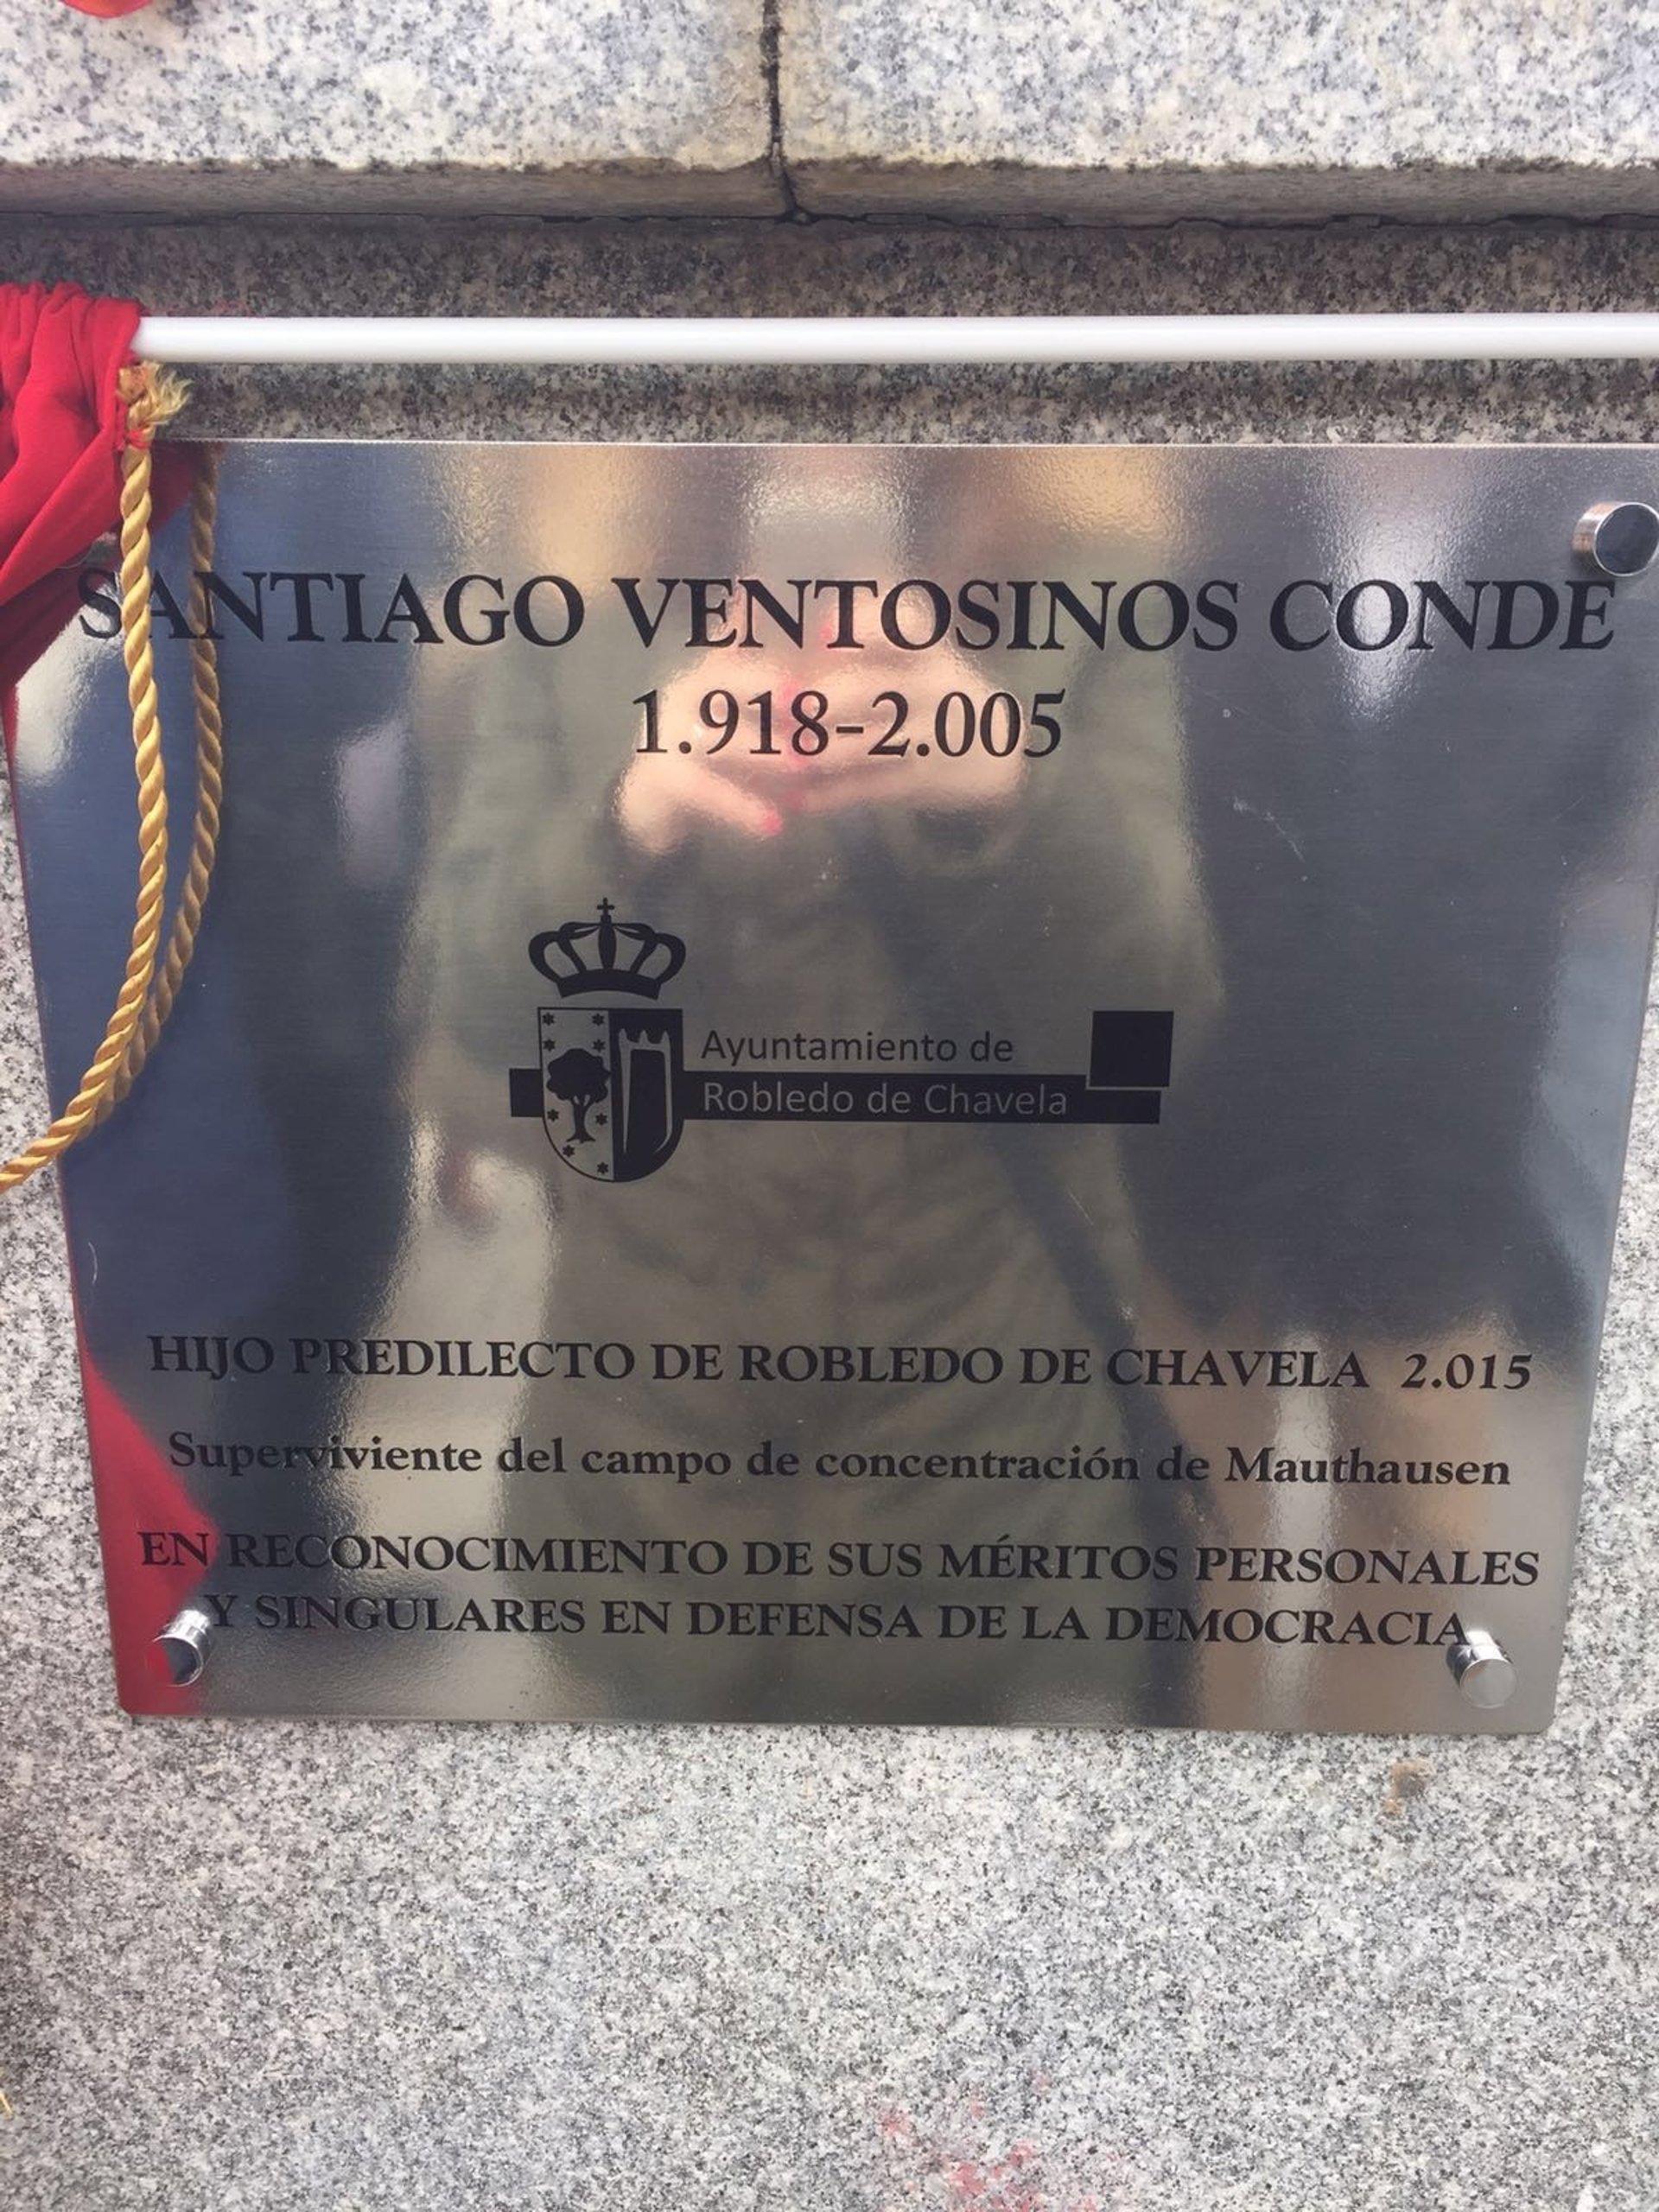 SANTIAGO VENTOSINOS CONDE
1.918-2.005
Ayuntamiento de
Robledo de Chavela
HIJO PREDILECTO DE ROBLEDO DE CHAVELA 2.015
Superviviente del campo de concentración de Mauthausen
EN RECONOCIMIENTO DE SUS MÉRITOS PERSONALES
Y SINGULARES EN DEFENSA DE LA DEMOCRACIA